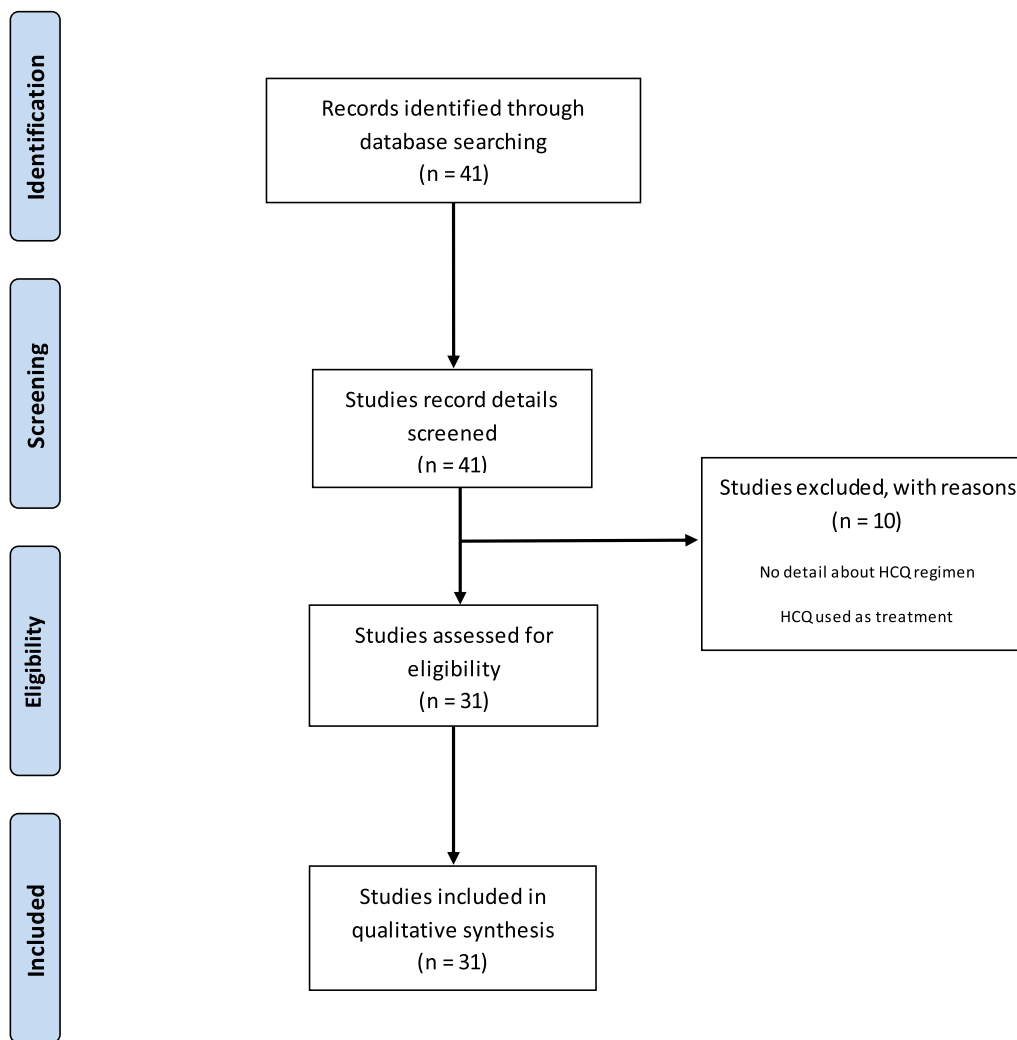 Identification
Records identified through
database searching
(n = 41)
Screening
Studies record details
screened
(n = 41)
Studies excluded, with reasons
(n = 10)
No detail about HCQ regimen
HCQ used as treatment
Eligibility
Studies assessed for
eligibility
(n = 31)
Included
Studies included in
qualitative synthesis
(n = 31)